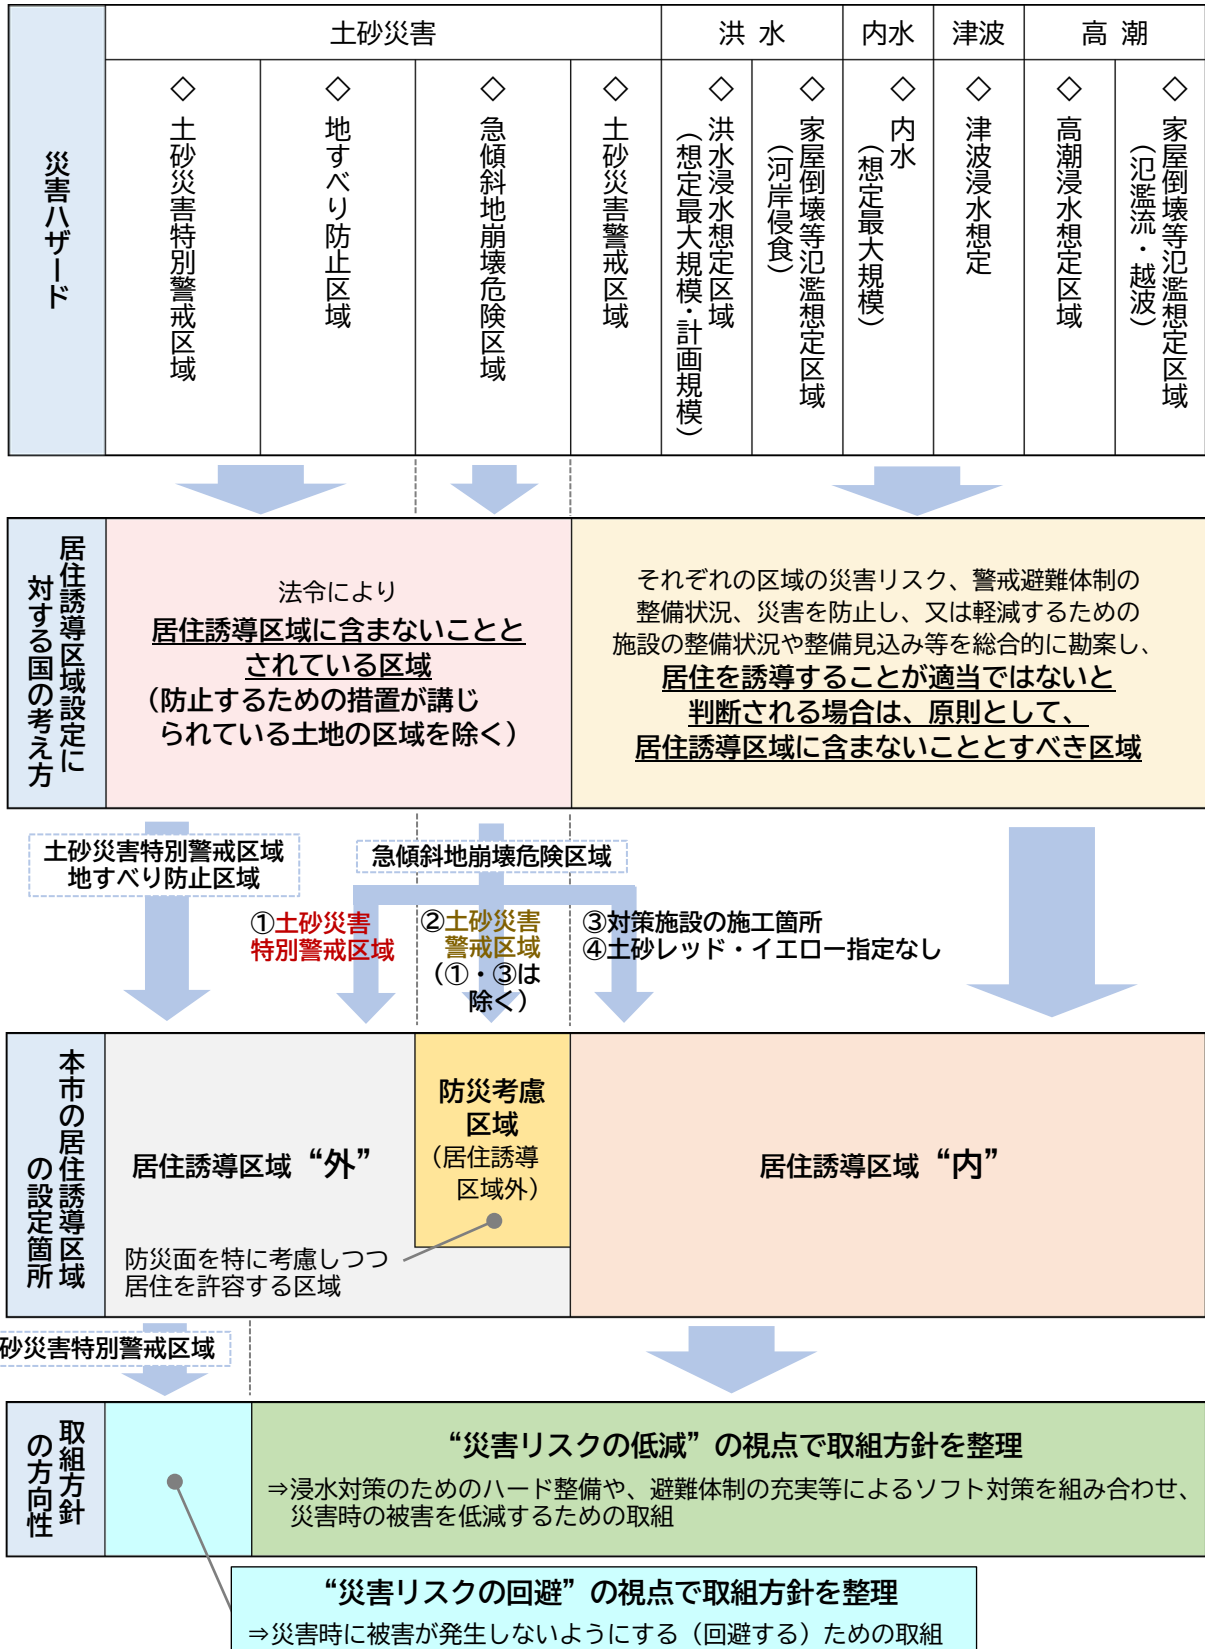 災害ハザード
土砂災害
洪 水
内水
津波
高 潮
◇土砂災害特別警戒区域
◇地すべり防止区域
◇急傾斜地崩壊危険区域
◇土砂災害警戒区域
◇洪水浸水想定区域
（想定最大規模・計画規模）
◇家屋倒壊等氾濫想定区域
（河岸侵食）
◇内水
（想定最大規模）
◇津波浸水想定
◇高潮浸水想定区域
◇家屋倒壊等氾濫想定区域
（氾濫流・越波）
居住誘導区域設定に
対する国の考え方
法令により
居住誘導区域に含まないことと
されている区域
（防止するための措置が講じ
られている土地の区域を除く）
それぞれの区域の災害リスク、警戒避難体制の
整備状況、災害を防止し、又は軽減するための
施設の整備状況や整備見込み等を総合的に勘案し、
居住を誘導することが適当ではないと
判断される場合は、原則として、
居住誘導区域に含まないこととすべき区域
土砂災害特別警戒区域
地すべり防止区域
急傾斜地崩壊危険区域
①土砂災害
特別警戒区域
②土砂災害
警戒区域
（①・③は
除く）
③対策施設の施工箇所
④土砂レッド・イエロー指定なし
本市の居住誘導区域
の設定箇所
居住誘導区域“外”
防災考慮
区域
（居住誘導
区域外）
居住誘導区域“内”
防災面を特に考慮しつつ
居住を許容する区域
砂災害特別警戒区域
取組方針
の方向性
“災害リスクの低減”の視点で取組方針を整理
⇒浸水対策のためのハード整備や、避難体制の充実等によるソフト対策を組み合わせ、
災害時の被害を低減するための取組
“災害リスクの回避”の視点で取組方針を整理
⇒災害時に被害が発生しないようにする（回避する）ための取組